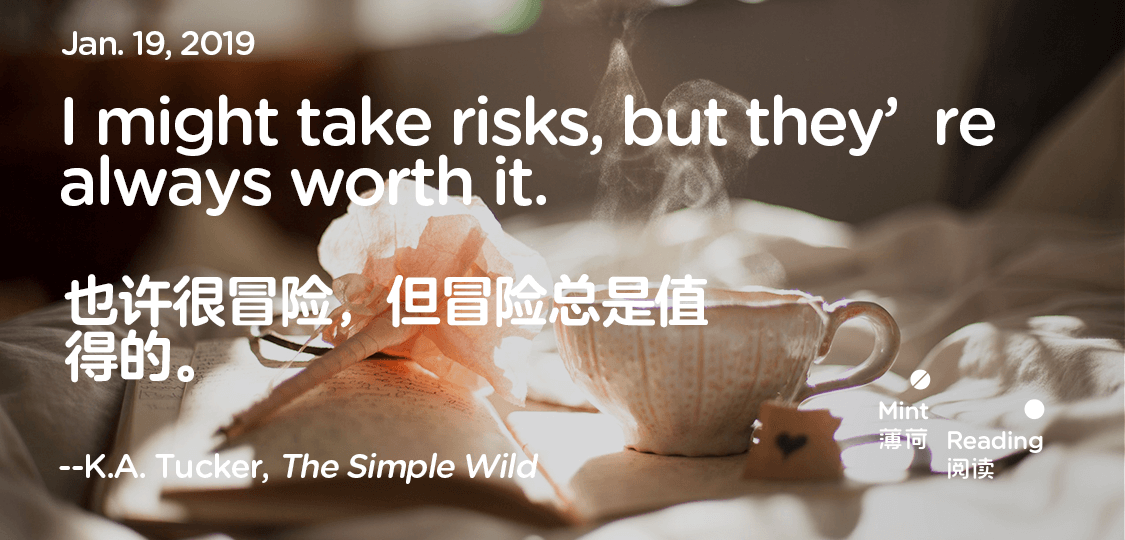 Jan. 19, 2019
I might take risks, but they’ re
always worth it.
也许很冒险，但冒险总是值
得的。
--K.A. Tucker, The Simple Wild
Mint
薄荷
Reading
阅读